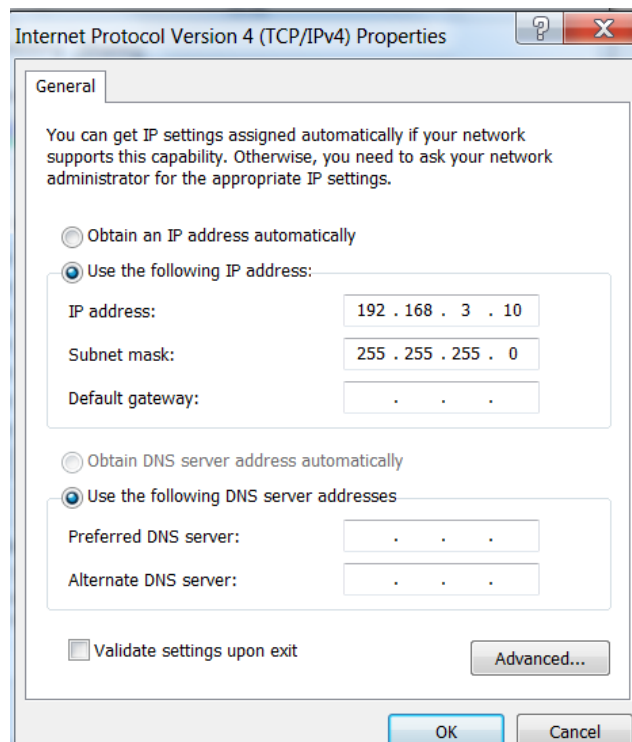 Internet Protocol Version 4 (TCP/IPv4) Properties
? X
General
You can get IP settings assigned automatically if your network
supports this capability. Otherwise, you need to ask your network
administrator for the appropriate IP settings.
Obtain an IP address automatically
Use the following IP address:
IP address: 192 . 168 . 3 . 10
Subnet mask: 255 . 255 . 255 . 0
Default gateway: . . .
Obtain DNS server address automatically
Use the following DNS server addresses
Preferred DNS server: . . .
Alternate DNS server: . . .
Validate settings upon exit
Advanced...
OK Cancel